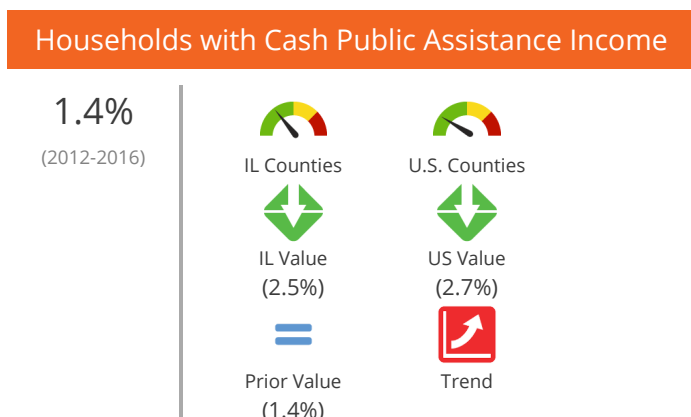 Households with Cash Public Assistance Income
1.4%
(2012-2016)
IL Counties
U.S. Counties
IL Value
(2.5%)
US Value
(2.7%)
Prior Value
(1.4%)
Trend